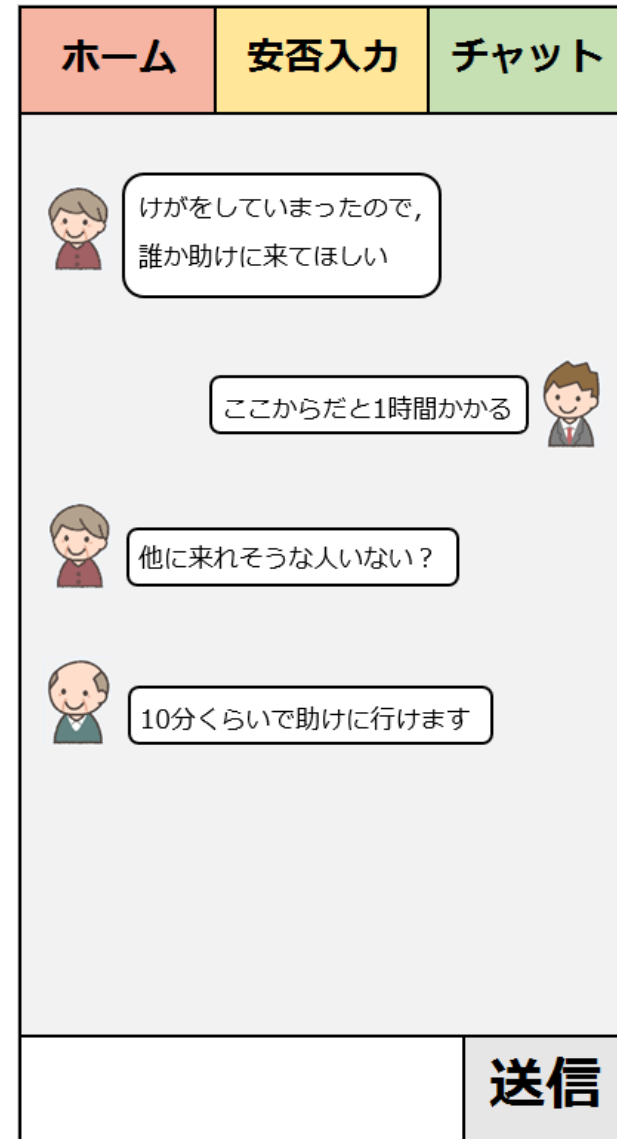 ホーム 安否入力 チャット
けがをしていまったので,
誰か助けに来てほしい
ここからだと1時間かかる
他に来れそうな人いない？
10分くらいで助けに行けます
送信